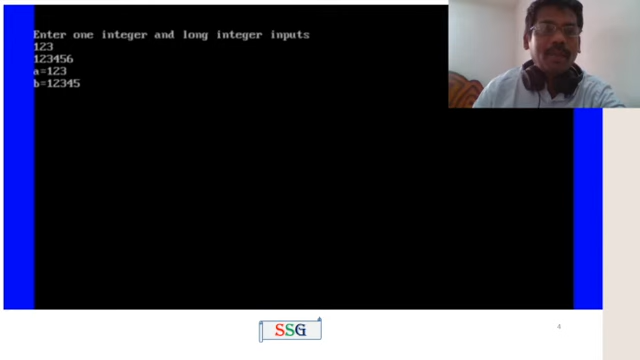 Enter one integer and long integer inputs
123
123456
a=123
b=12345
SSG
4